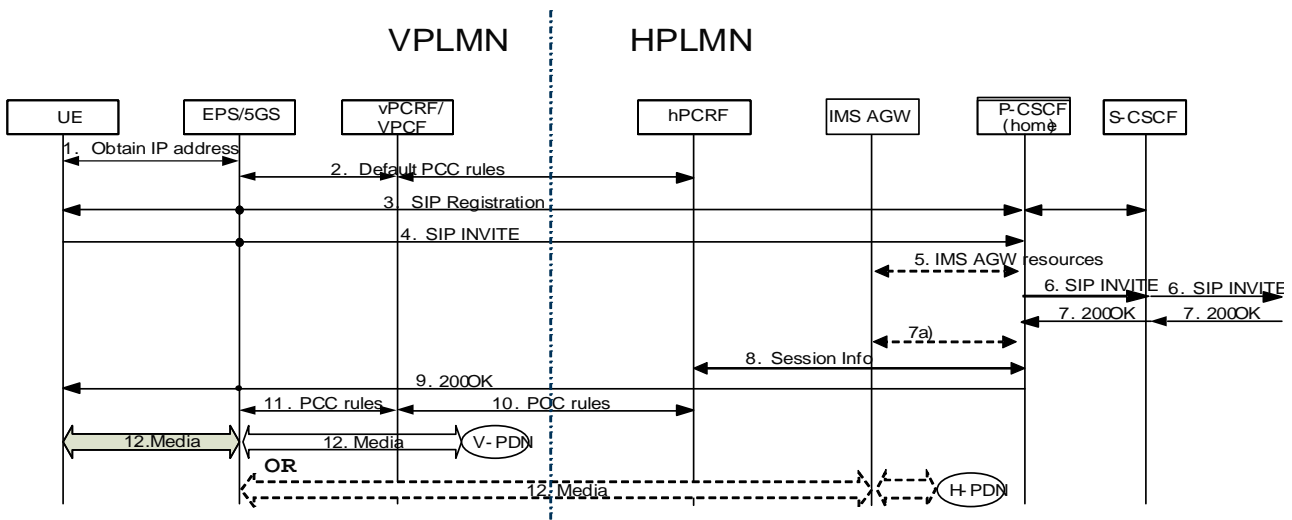 VPLMN HPLMN
UE
EPS/5GS
vPCRF/
VPCF
hPCRF
IMS AGW
P-CSCF
(home)
S-CSCF
1. Obtain IP address
2. Default PCC rules
3. SIP Registration
4. SIP INVITE
5. IMS AGW resources
6. SIP INVITE
6. SIP INVITE
7. 200OK
7. 200OK
7a)
8. Session Info
9. 200OK
11. PCC rules
10. PCC rules
12.Media
12. Media
V-PDN
OR
12. Media
H-PDN